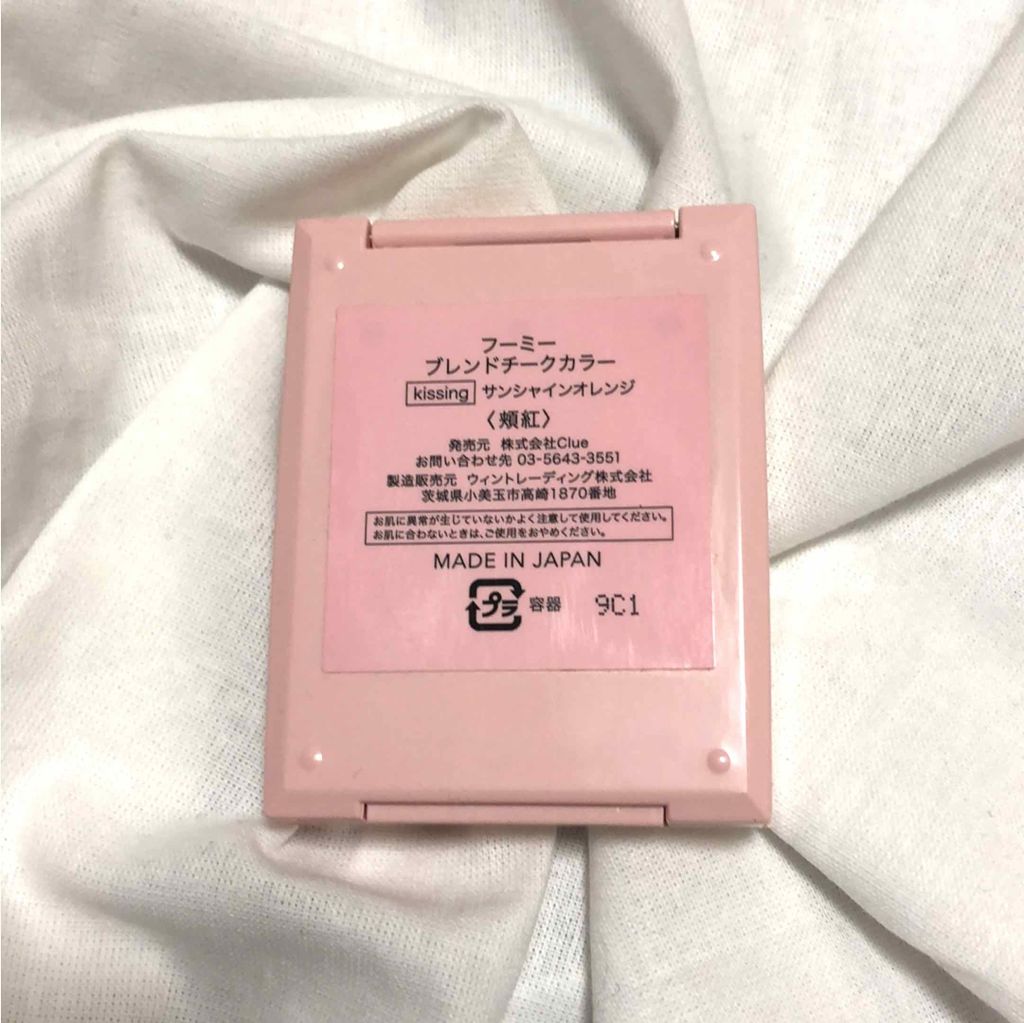 フーミー
ブレンドチークカラー
kissing サンシャインオレンジ
〈頬紅〉
発売元 株式会社Clue
お問い合わせ先 03-5643-3551
製造販売元 ウィントレーディング株式会社
茨城県小美玉市高崎1870番地
お肌に異常が生じていないかよく注意して使用してください。
お肌に合わないときは、ご使用をおやめください。
MADE IN JAPAN
プラ 容器 9C1